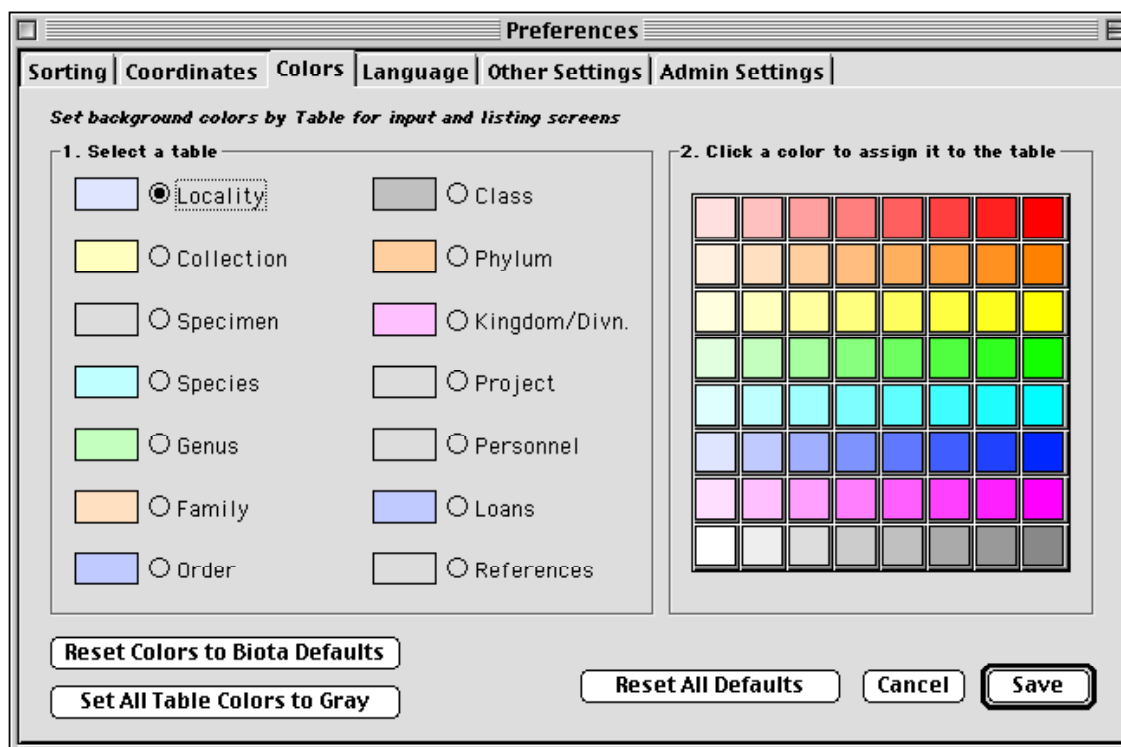 Preferences
Sorting Coordinates Colors Language Other Settings Admin Settings
Set background colors by Table for input and listing screens
1. Select a table
Locality
Collection
Specimen
Species
Genus
Family
Order
Class
Phylum
Kingdom/Divn.
Project
Personnel
Loans
References
2. Click a color to assign it to the table
Reset Colors to Biota Defaults
Set All Table Colors to Gray
Reset All Defaults
Cancel
Save